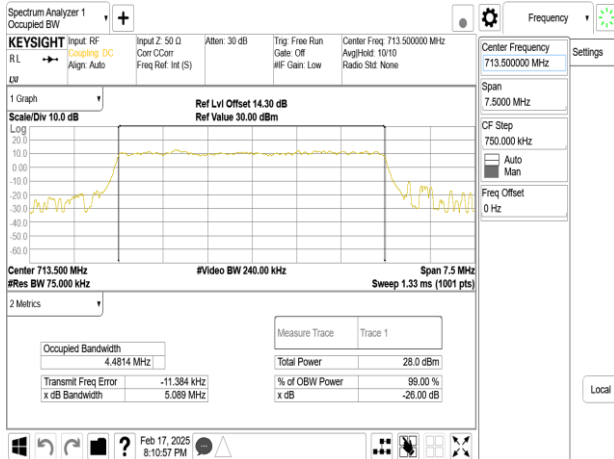 Spectrum Analyzer 1
Occupied BW
+
Frequency
KEYSIGHT
RL
LXI
Input: RF
Coupling: DC
Align: Auto
Input Z: 50 Ω
Corr CCorr
Freq Ref: Int (S)
Atten: 30 dB
Trig: Free Run
Gate: Off
#IF Gain: Low
Center Freq: 713.500000 MHz
Avg|Hold: 10/10
Radio Std: None
Center Frequency
713.500000 MHz
Settings
Span
7.5000 MHz
CF Step
750.000 kHz
Auto
Man
Freq Offset
0 Hz
Local
1 Graph
Scale/Div 10.0 dB
Ref Lvl Offset 14.30 dB
Ref Value 30.00 dBm
Log
20.0
10.0
0.00
-10.0
-20.0
-30.0
-40.0
-50.0
-60.0
Center 713.500 MHz
#Res BW 75.000 kHz
#Video BW 240.00 kHz
Span 7.5 MHz
Sweep 1.33 ms (1001 pts)
2 Metrics
Occupied Bandwidth
4.4814 MHz
Transmit Freq Error -11.384 kHz
x dB Bandwidth 5.089 MHz
Measure Trace Trace 1
Total Power 28.0 dBm
% of OBW Power 99.00 %
x dB -26.00 dB
?
Feb 17, 2025
8:10:57 PM